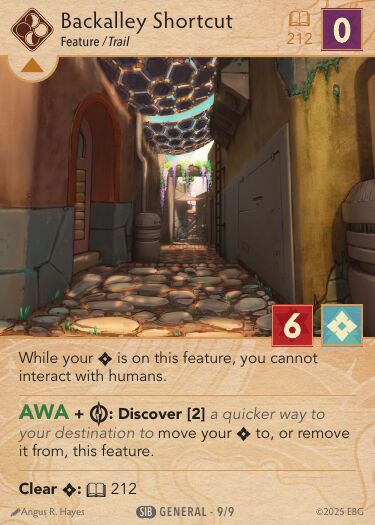 Backalley Shortcut
Feature / Trail
212
0
6
While your is on this feature, you cannot
interact with humans.
AWA + : Discover [2] a quicker way to
your destination to move your to, or remove
it from, this feature.
Clear : 212
Angus R. Hayes
SIB GENERAL - 9/9
©2025 EBG